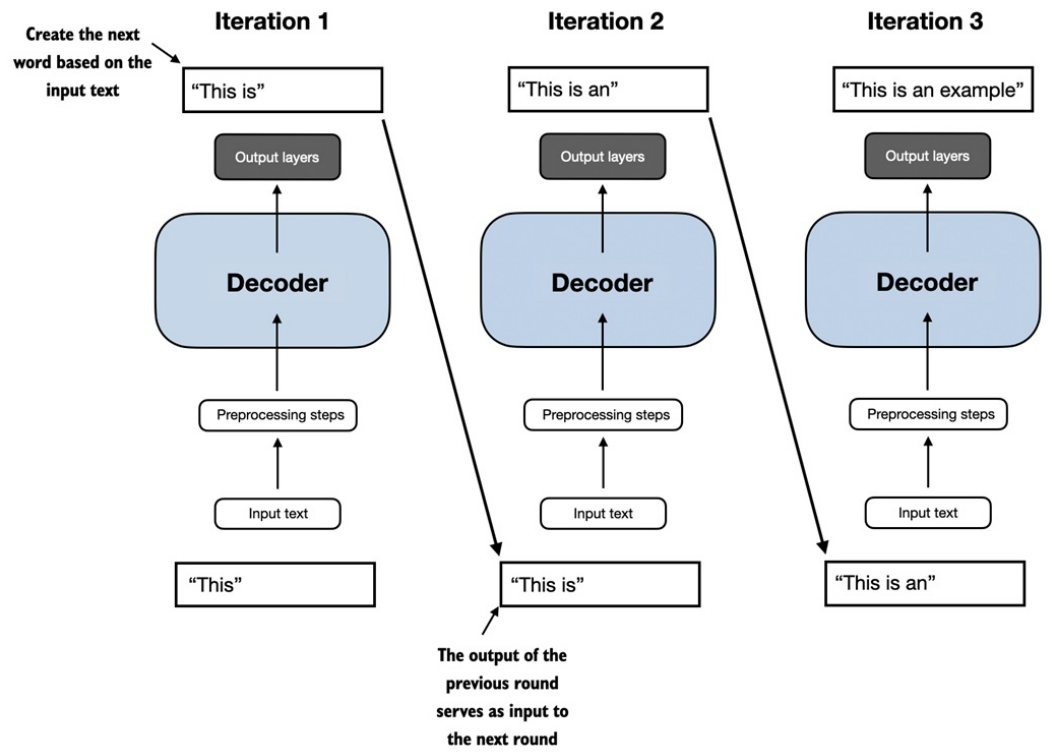 Iteration 1
Iteration 2
Iteration 3
Create the next
word based on the
input text
“This is”
“This is an”
“This is an example”
Output layers
Output layers
Output layers
Decoder
Decoder
Decoder
Preprocessing steps
Preprocessing steps
Preprocessing steps
Input text
Input text
Input text
“This”
“This is”
“This is an”
The output of the
previous round
serves as input to
the next round